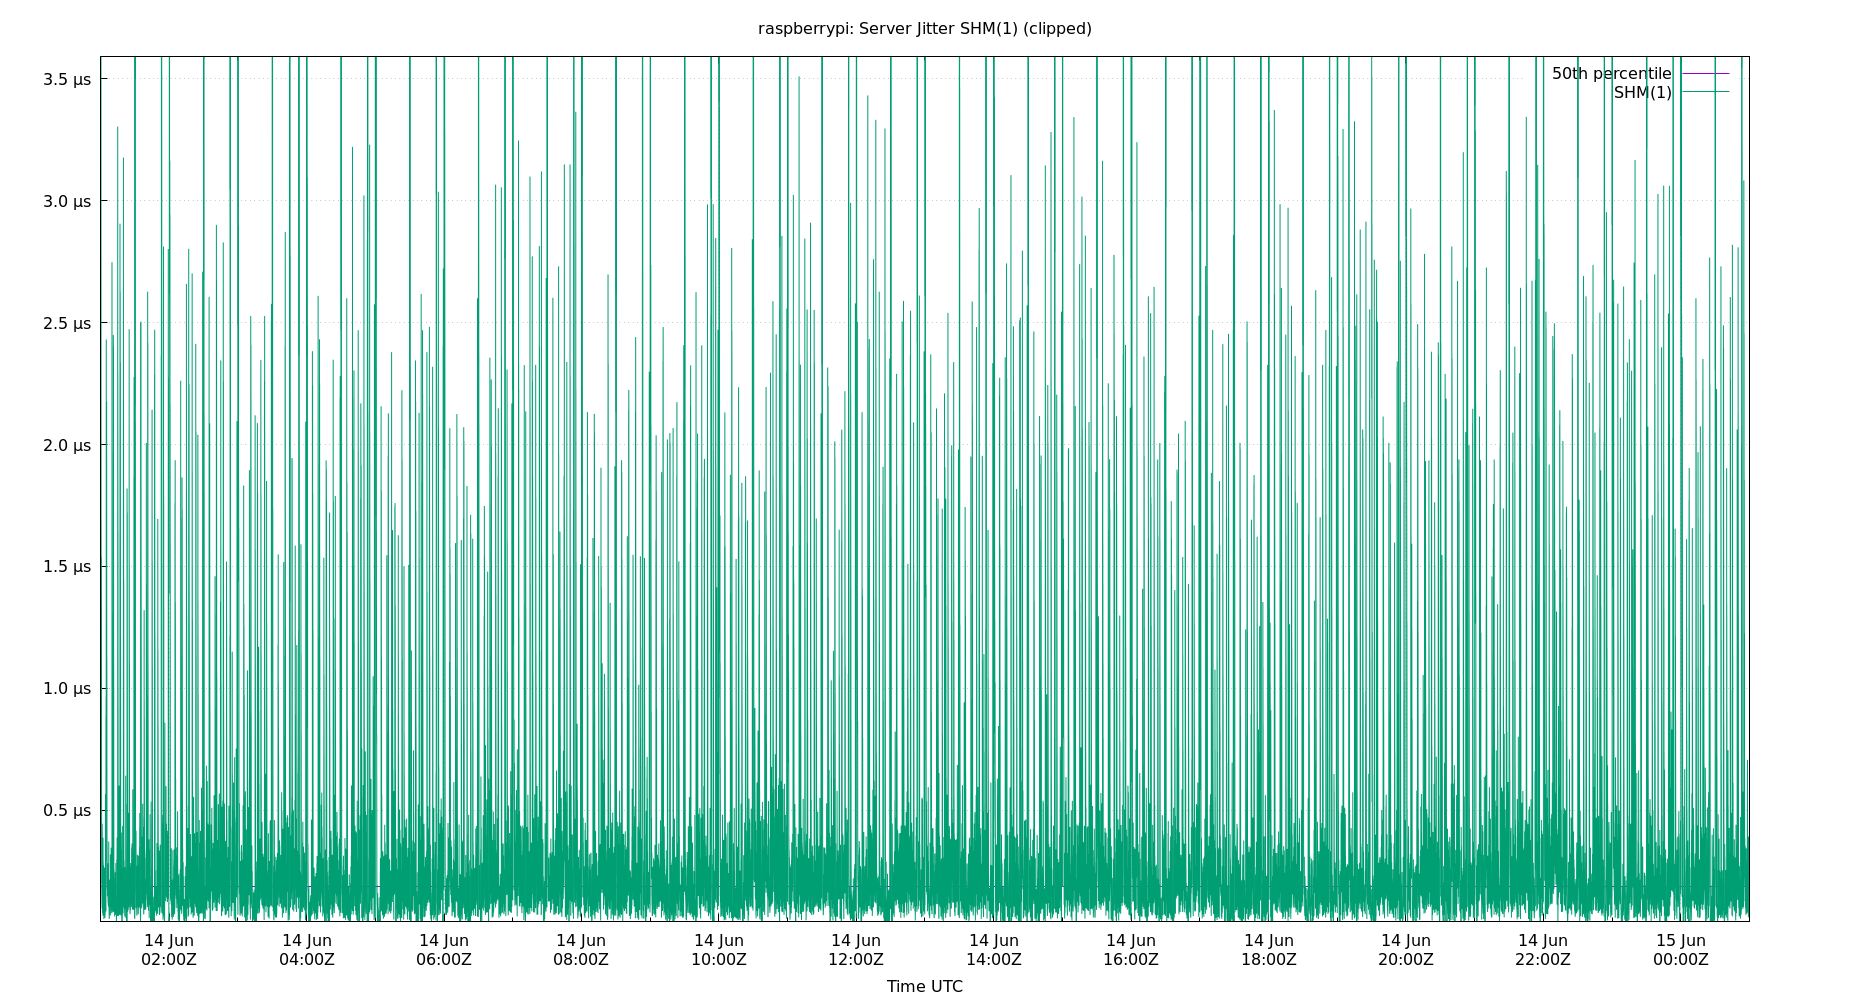 raspberrypi: Server Jitter SHM(1) (clipped)
50th percentile
SHM(1)
3.5 µs
3.0 µs
2.5 µs
2.0 µs
1.5 µs
1.0 µs
0.5 µs
14 Jun 14 Jun 14 Jun 14 Jun 14 Jun 14 Jun 14 Jun 14 Jun 14 Jun 14 Jun 14 Jun 15 Jun
02:00Z 04:00Z 06:00Z 08:00Z 10:00Z 12:00Z 14:00Z 16:00Z 18:00Z 20:00Z 22:00Z 00:00Z
Time UTC